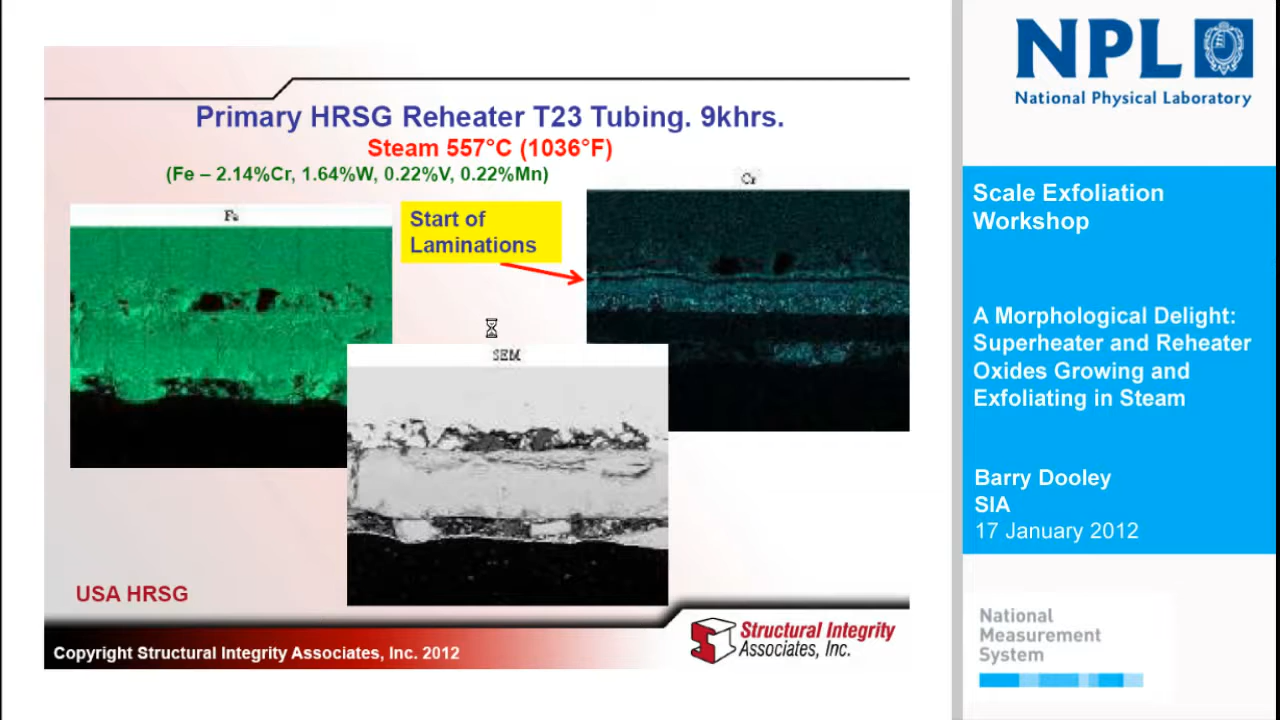 Primary HRSG Reheater T23 Tubing. 9khrs.
Steam 557°C (1036°F)
(Fe – 2.14%Cr, 1.64%W, 0.22%V, 0.22%Mn)
Fe
Start of
Laminations
Cr
SEM
USA HRSG
Copyright Structural Integrity Associates, Inc. 2012
Structural Integrity
Associates, Inc.
NPL
National Physical Laboratory
Scale Exfoliation
Workshop
A Morphological Delight:
Superheater and Reheater
Oxides Growing and
Exfoliating in Steam
Barry Dooley
SIA
17 January 2012
National
Measurement
System